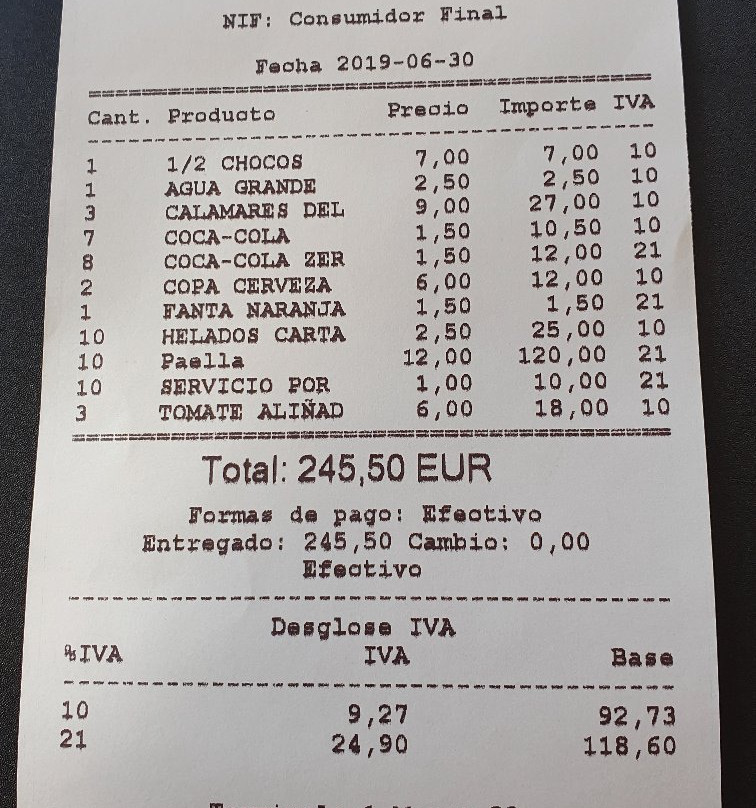 NIF: Consumidor Final
Fecha 2019-06-30
Cant. Producto Precio Importe IVA
1 1/2 CHOCOS 7,00 7,00 10
1 AGUA GRANDE 2,50 2,50 10
3 CALAMARES DEL 9,00 27,00 10
7 COCA-COLA 1,50 10,50 10
8 COCA-COLA ZER 1,50 12,00 21
2 COPA CERVEZA 6,00 12,00 10
1 FANTA NARANJA 1,50 1,50 21
10 HELADOS CARTA 2,50 25,00 10
10 Paella 12,00 120,00 21
10 SERVICIO POR 1,00 10,00 21
3 TOMATE ALIÑAD 6,00 18,00 10
Total: 245,50 EUR
Formas de pago: Efectivo
Entregado: 245,50 Cambio: 0,00
Efectivo
Desglose IVA
%IVA IVA Base
10 9,27 92,73
21 24,90 118,60